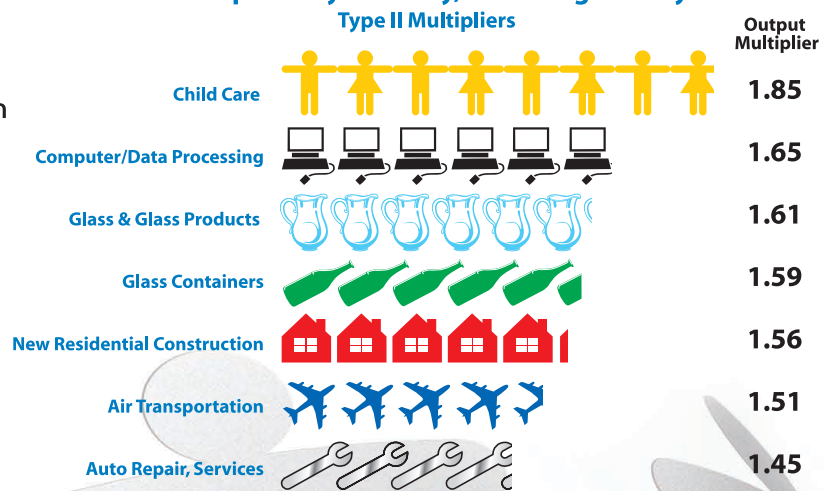 Type II Multipliers
Output
Multiplier
Child Care 1.85
Computer/Data Processing 1.65
Glass & Glass Products 1.61
Glass Containers 1.59
New Residential Construction 1.56
Air Transportation 1.51
Auto Repair, Services 1.45